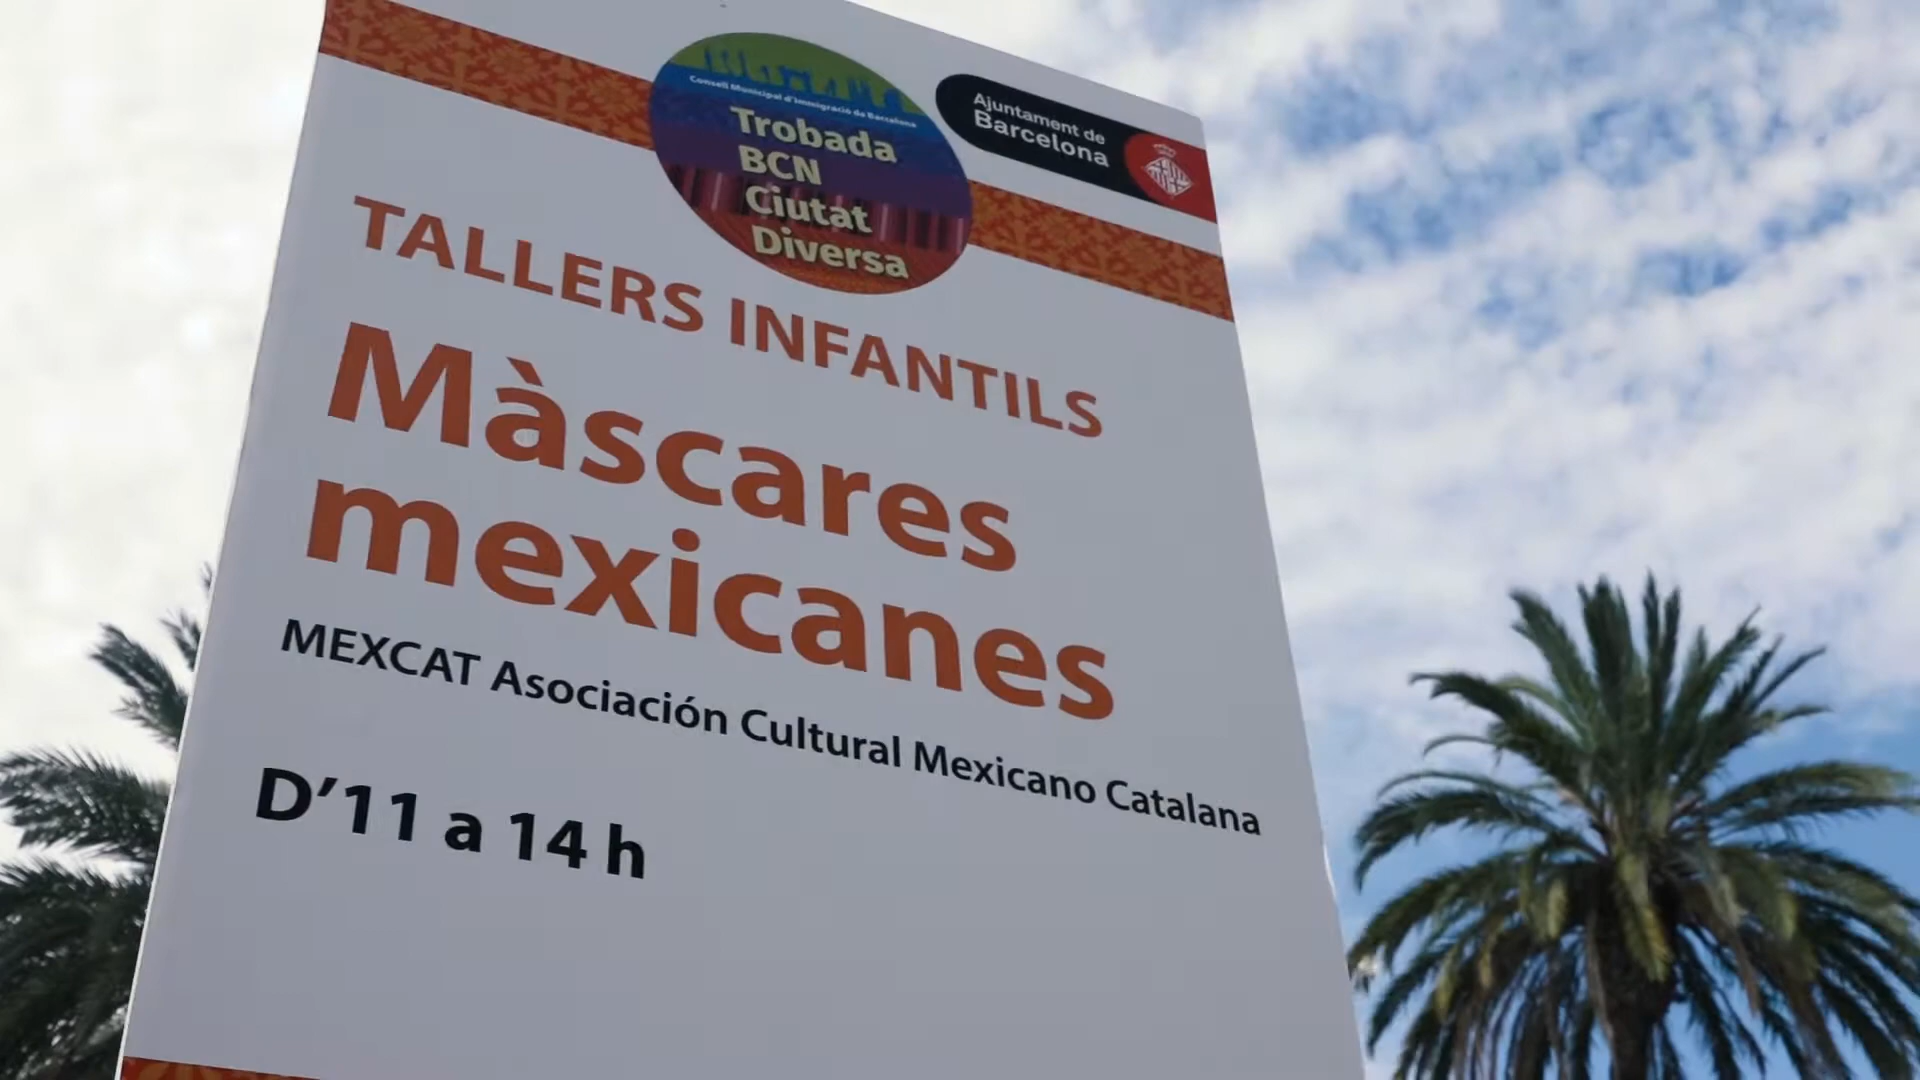 Consell Municipal d'Immigració de Barcelona
Trobada
BCN
Ciutat
Diversa
Ajuntament de
Barcelona
TALLERS INFANTILS
Màscares
mexicanes
MEXCAT Asociación Cultural Mexicano Catalana
D'11 a 14 h